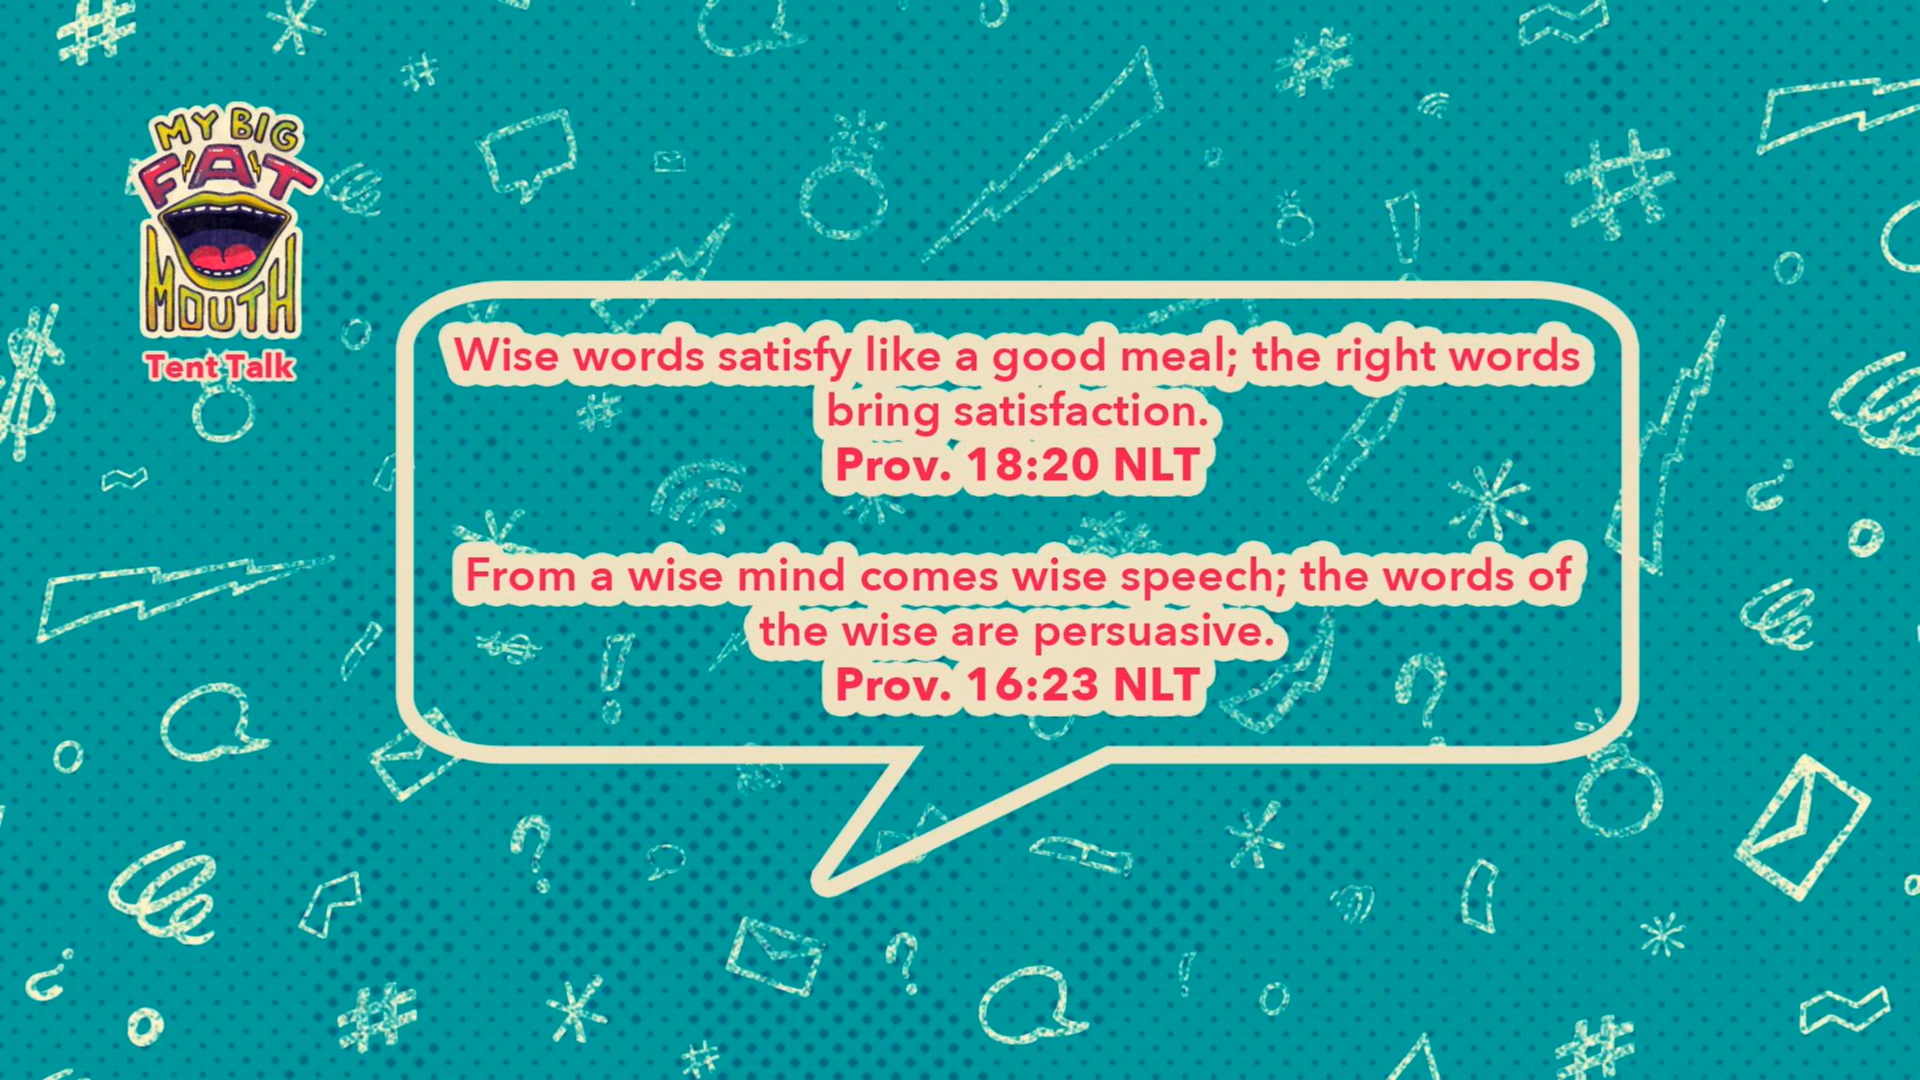 MY BIG
FAT
MOUTH
Tent Talk
Wise words satisfy like a good meal; the right words
bring satisfaction.
Prov. 18:20 NLT
From a wise mind comes wise speech; the words of
the wise are persuasive.
Prov. 16:23 NLT